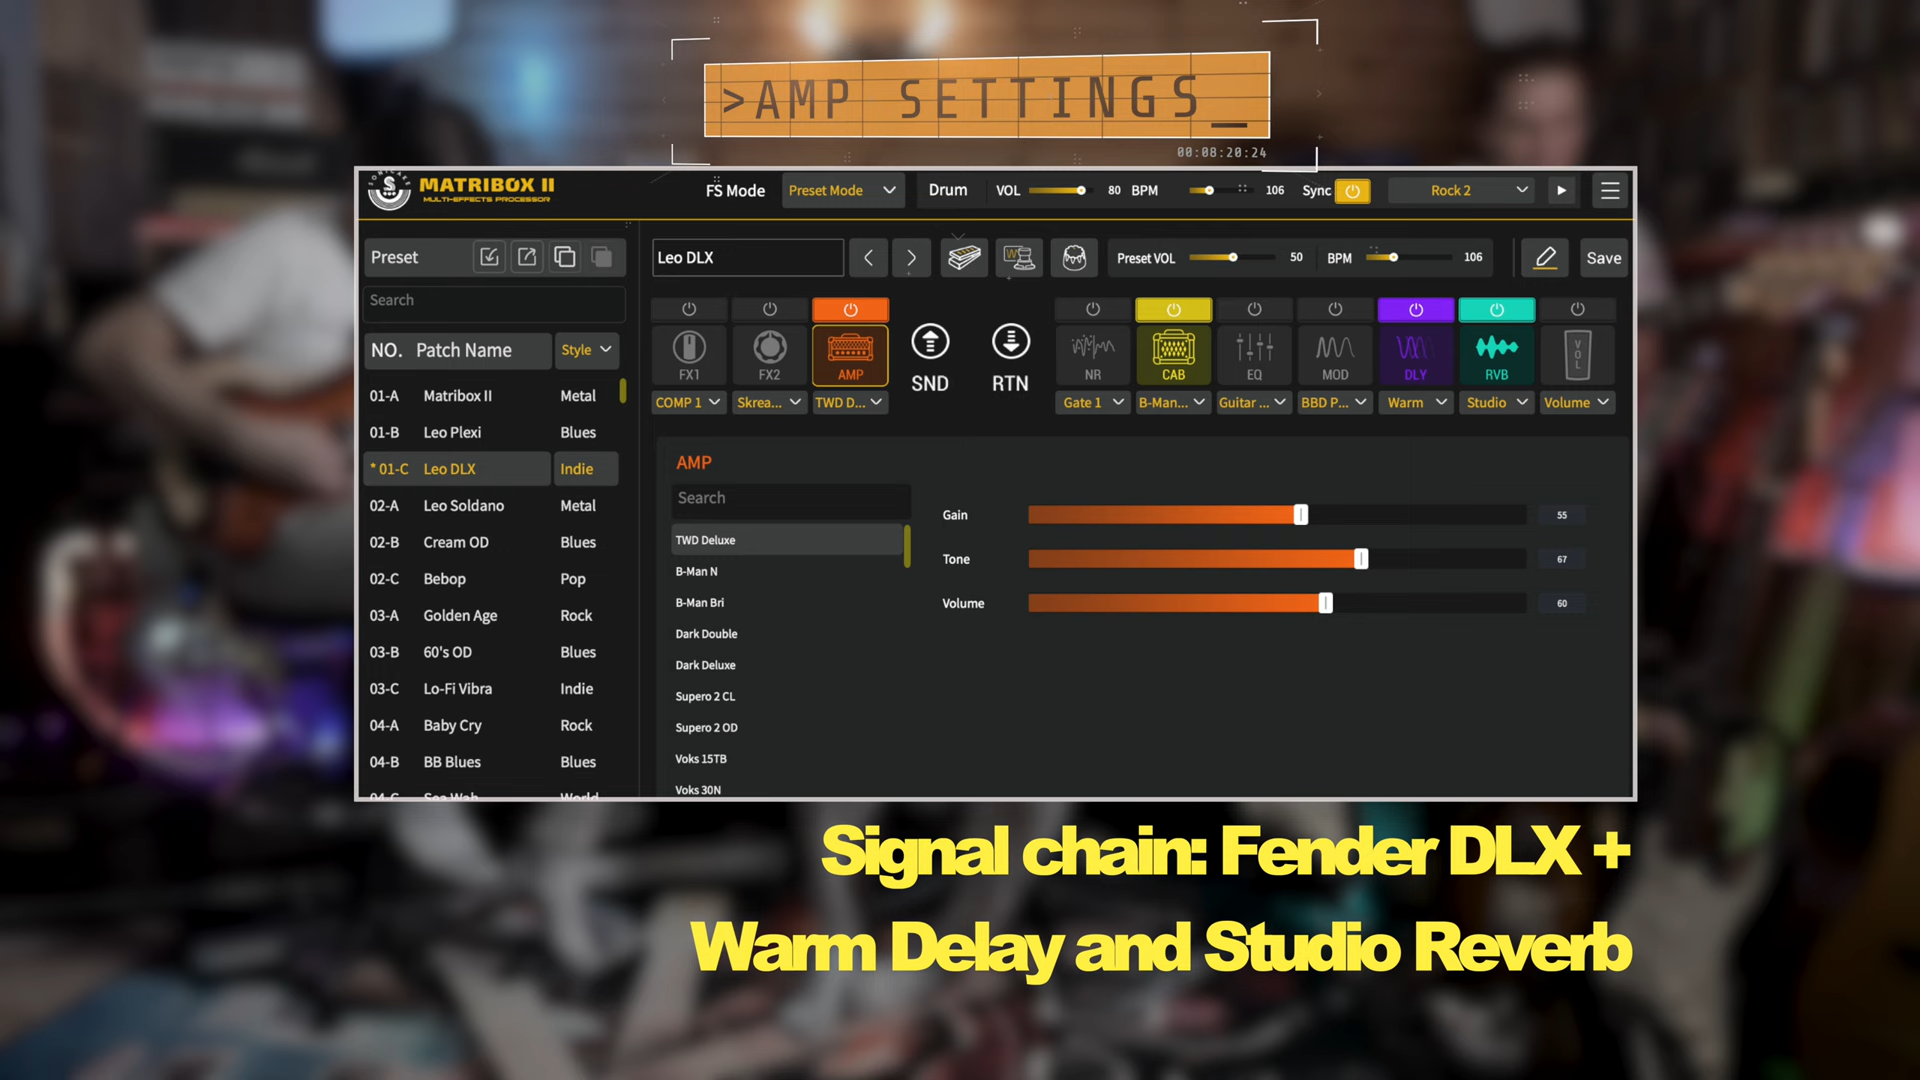 >AMP SETTINGS_
00:08:20:24
SONICAKE
MATRIBOX II
MULTI-EFFECTS PROCESSOR
FS Mode Preset Mode Drum VOL 80 BPM 106 Sync Rock 2
Preset
Leo DLX Preset VOL 50 BPM 106 Save
Search
NO. Patch Name Style
FX1 FX2 AMP SND RTN NR CAB EQ MOD DLY RVB VOL
COMP 1 Skrea... TWD D... Gate 1 B-Man... Guitar ... BBD P... Warm Studio Volume
01-A Matribox II Metal
01-B Leo Plexi Blues
* 01-C Leo DLX Indie
02-A Leo Soldano Metal
02-B Cream OD Blues
02-C Bebop Pop
03-A Golden Age Rock
03-B 60's OD Blues
03-C Lo-Fi Vibra Indie
04-A Baby Cry Rock
04-B BB Blues Blues
04-C Sea Wah World
AMP
Search
TWD Deluxe
B-Man N
B-Man Bri
Dark Double
Dark Deluxe
Supero 2 CL
Supero 2 OD
Voks 15TB
Voks 30N
Gain 55
Tone 67
Volume 60
Signal chain: Fender DLX +
Warm Delay and Studio Reverb